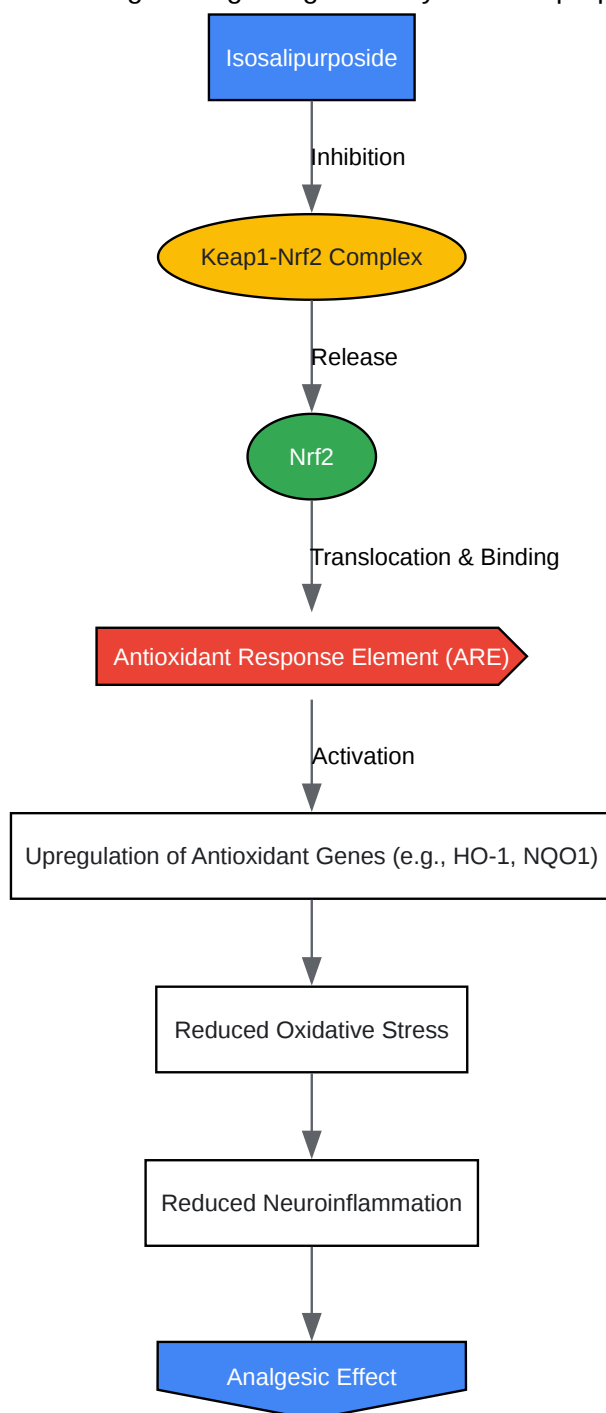 Isosalipurposide
Inhibition
Keap1-Nrf2 Complex
Release
Nrf2
Translocation & Binding
Antioxidant Response Element (ARE)
Activation
Upregulation of Antioxidant Genes (e.g., HO-1, NQO1)
Reduced Oxidative Stress
Reduced Neuroinflammation
Analgesic Effect